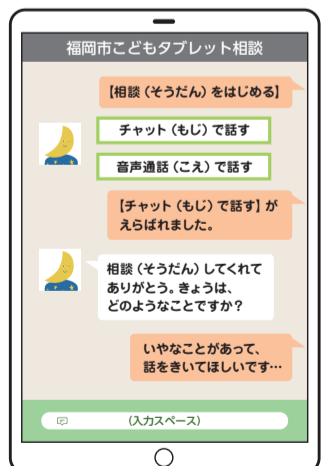 福岡市こどもタブレット相談
【相談（そうだん）をはじめる】
チャット（もじ）で話す
音声通話（こえ）で話す
【チャット（もじ）で話す】が
えらばれました。
相談（そうだん）してくれて
ありがとう。きょうは、
どのようなことですか？
いやなことがあって、
話をきいてほしいです…
（入力スペース）